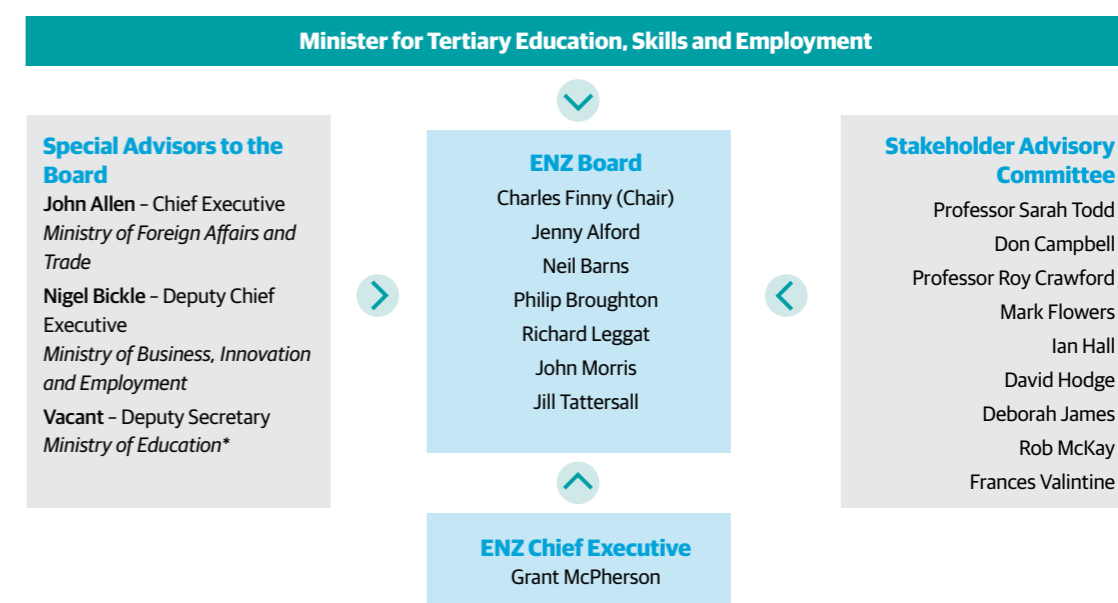 Minister for Tertiary Education, Skills and Employment
Special Advisors to the
Board
John Allen – Chief Executive
Ministry of Foreign Affairs and
Trade
Nigel Bickle – Deputy Chief
Executive
Ministry of Business, Innovation
and Employment
Vacant – Deputy Secretary
Ministry of Education*
ENZ Board
Charles Finny (Chair)
Jenny Alford
Neil Barns
Philip Broughton
Richard Leggat
John Morris
Jill Tattersall
Stakeholder Advisory
Committee
Professor Sarah Todd
Don Campbell
Professor Roy Crawford
Mark Flowers
Ian Hall
David Hodge
Deborah James
Rob McKay
Frances Valintine
ENZ Chief Executive
Grant McPherson